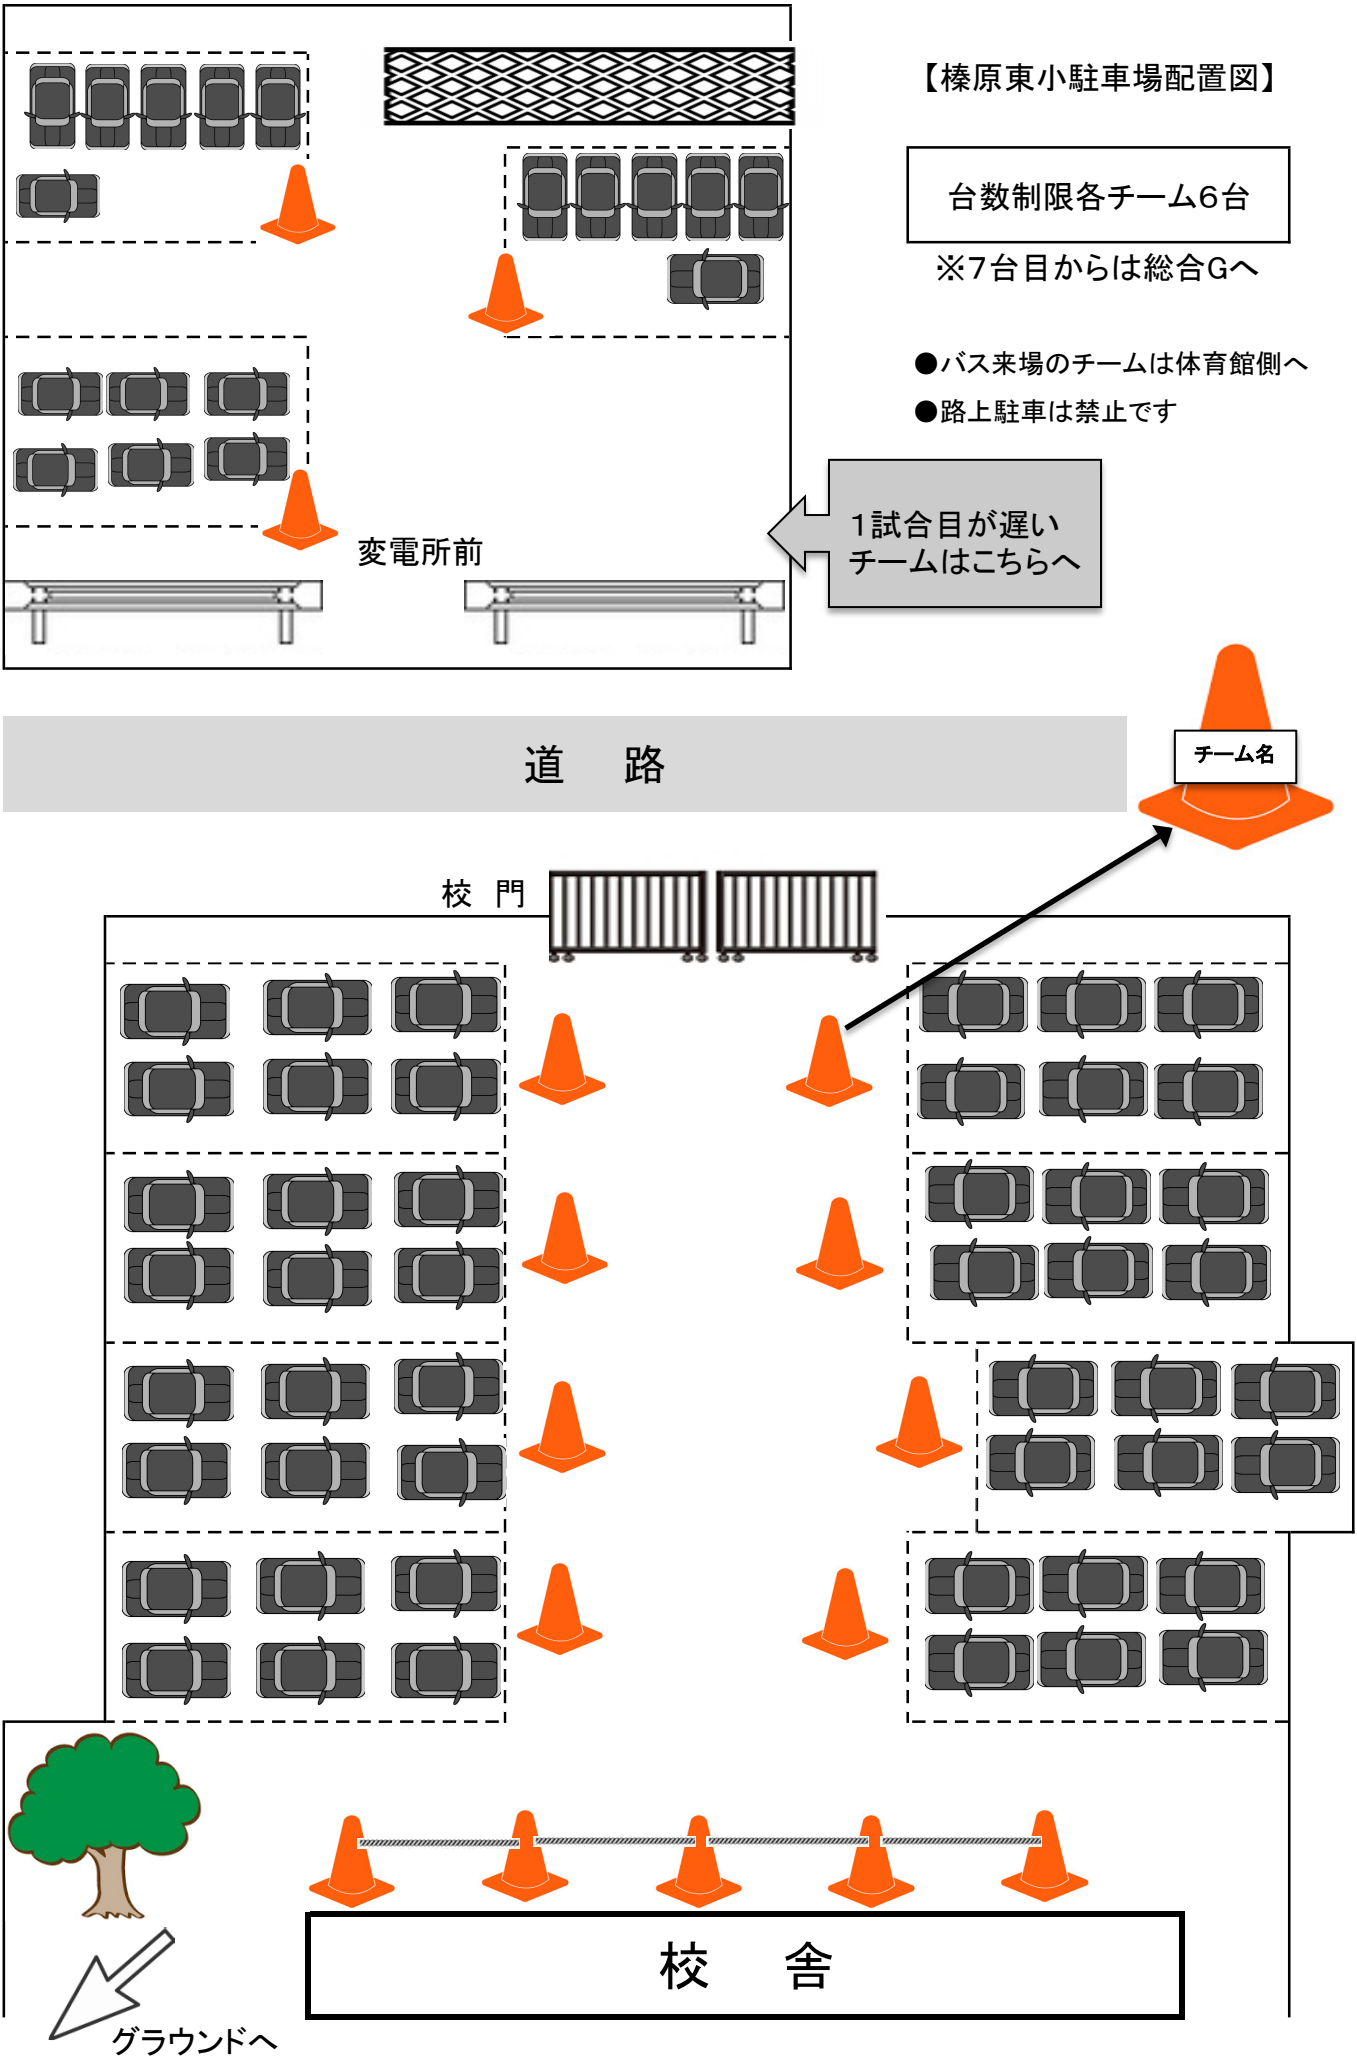 【榛原東小駐車場配置図】
台数制限各チーム6台
※7台目からは総合Gへ
●バス来場のチームは体育館側へ
●路上駐車は禁止です
1試合目が遅い
チームはこちらへ
変電所前
道　路
チーム名
校　門
校　舎
グラウンドへ